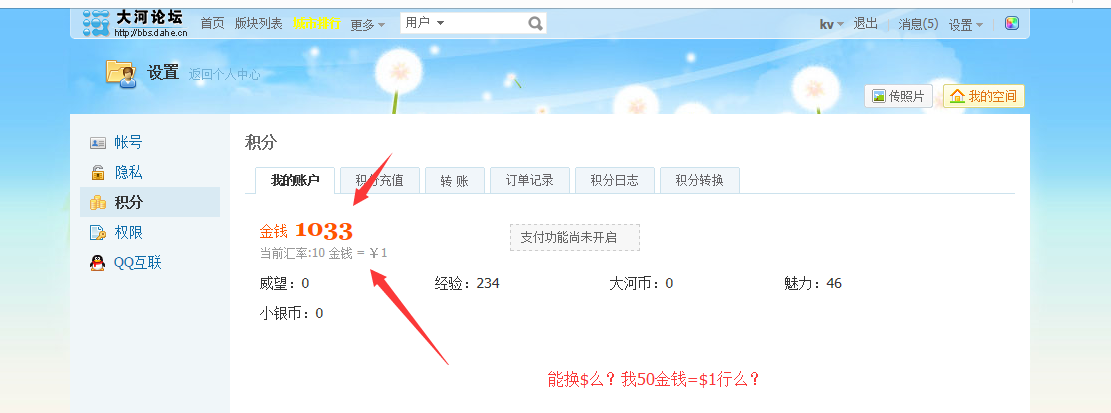 大河论坛
http://bbs.dahe.cn
首页 版块列表 更多 用户 kv 退出 消息(5) 设置
设置 返回个人中心
传照片 我的空间
帐号
隐私
积分
权限
QQ互联
积分
我的账户 积分充值 转账 订单记录 积分日志 积分转换
金钱 1033
支付功能尚未开启
当前汇率:10 金钱 = ￥1
威望：0 经验：234 大河币：0 魅力：46
小银币：0
能换$么？我50金钱=$1行么？